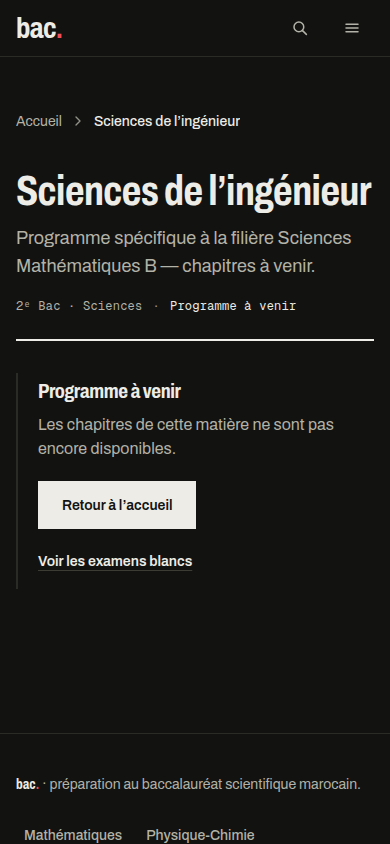 bac.
Accueil > Sciences de l’ingénieur
Sciences de l’ingénieur
Programme spécifique à la filière Sciences
Mathématiques B — chapitres à venir.
2ᵉ Bac · Sciences · Programme à venir
Programme à venir
Les chapitres de cette matière ne sont pas
encore disponibles.
Retour à l’accueil
Voir les examens blancs
bac. · préparation au baccalauréat scientifique marocain.
Mathématiques Physique-Chimie